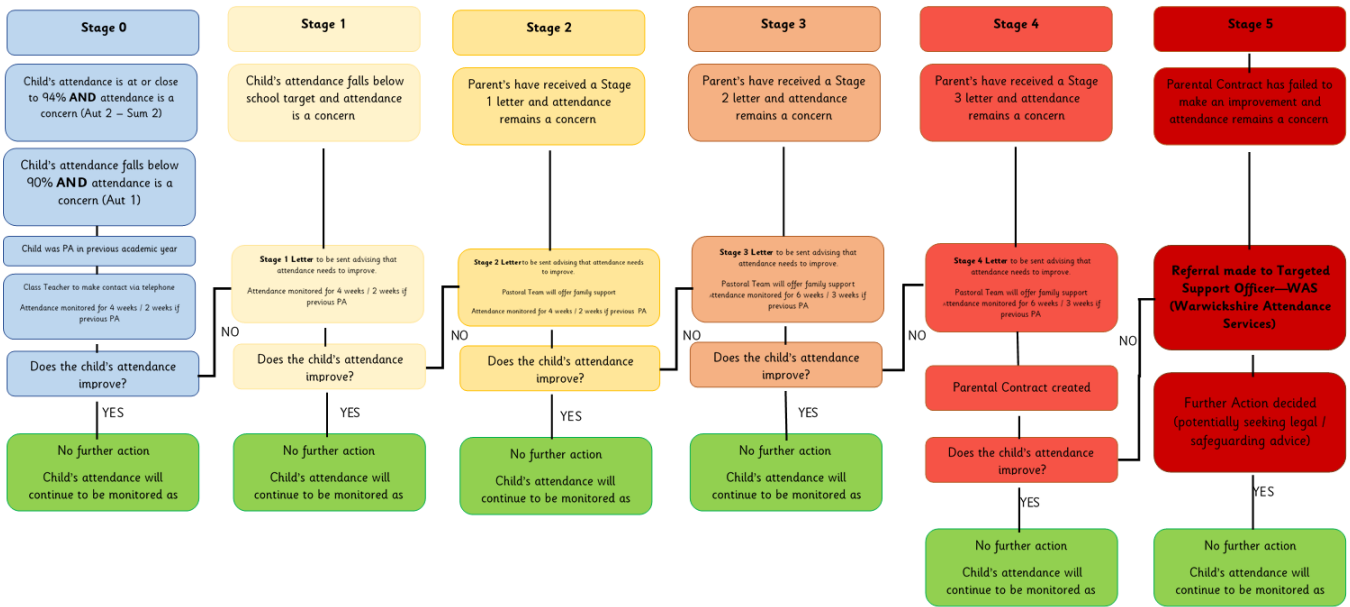 Stage 0
Child's attendance is at or close
to 94% AND attendance is a
concern (Aut 2 – Sum 2)
Child's attendance falls below
90% AND attendance is a
concern (Aut 1)
Child was PA in previous academic year
Class Teacher to make contact via telephone
Attendance monitored for 4 weeks / 2 weeks if
previous PA
Does the child's attendance
improve?
NO
YES
No further action
Child's attendance will
continue to be monitored as
Stage 1
Child's attendance falls below
school target and attendance
is a concern
Stage 1 Letter to be sent advising that
attendance needs to improve.
Attendance monitored for 4 weeks / 2 weeks if
previous PA
Does the child's attendance
improve?
NO
YES
No further action
Child's attendance will
continue to be monitored as
Stage 2
Parent's have received a Stage
1 letter and attendance
remains a concern
Stage 2 Letter to be sent advising that attendance needs
to improve.
Pastoral Team will offer family support
Attendance monitored for 4 weeks / 2 weeks if previous PA
Does the child's attendance
improve?
NO
YES
No further action
Child's attendance will
continue to be monitored as
Stage 3
Parent's have received a Stage
2 letter and attendance
remains a concern
Stage 3 Letter to be sent advising that
attendance needs to improve.
Pastoral Team will offer family support
Attendance monitored for 6 weeks / 3 weeks if
previous PA
Does the child's attendance
improve?
NO
YES
No further action
Child's attendance will
continue to be monitored as
Stage 4
Parent's have received a Stage
3 letter and attendance
remains a concern
Stage 4 Letter to be sent advising that
attendance needs to improve.
Pastoral Team will offer family support
Attendance monitored for 6 weeks / 3 weeks if
previous PA
Parental Contract created
Does the child's attendance
improve?
NO
YES
No further action
Child's attendance will
continue to be monitored as
Stage 5
Parental Contract has failed to
make an improvement and
attendance remains a concern
Referral made to Targeted
Support Officer—WAS
(Warwickshire Attendance
Services)
Further Action decided
(potentially seeking legal /
safeguarding advice)
YES
No further action
Child's attendance will
continue to be monitored as